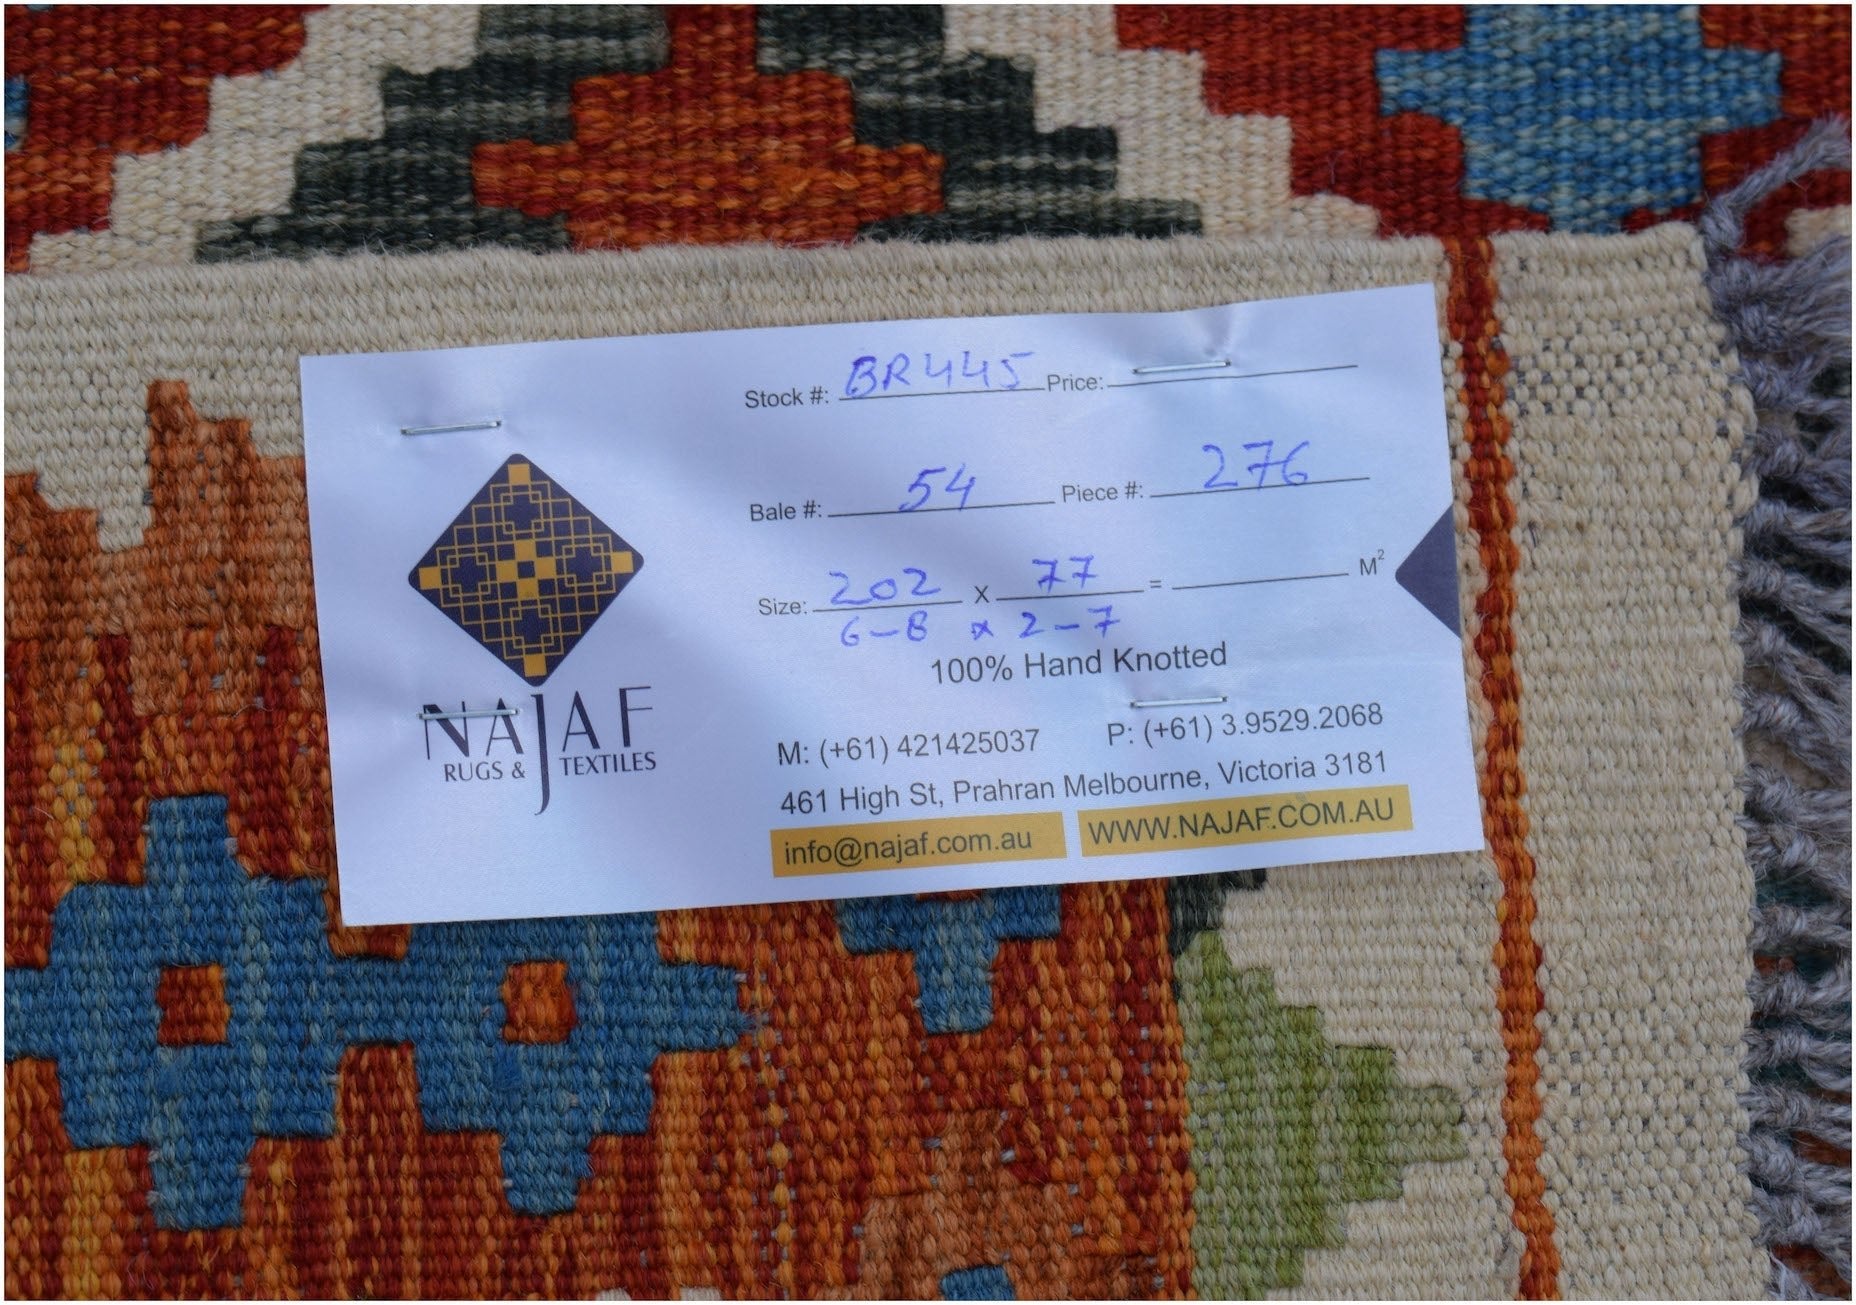 NAJAF
RUGS & TEXTILES
Stock #: BR445 Price:
Bale #: 54 Piece #: 276
Size: 202 x 77 = M²
6-8 x 2-7
100% Hand Knotted
M: (+61) 421425037 P: (+61) 3.9529.2068
461 High St, Prahran Melbourne, Victoria 3181
info@najaf.com.au WWW.NAJAF.COM.AU